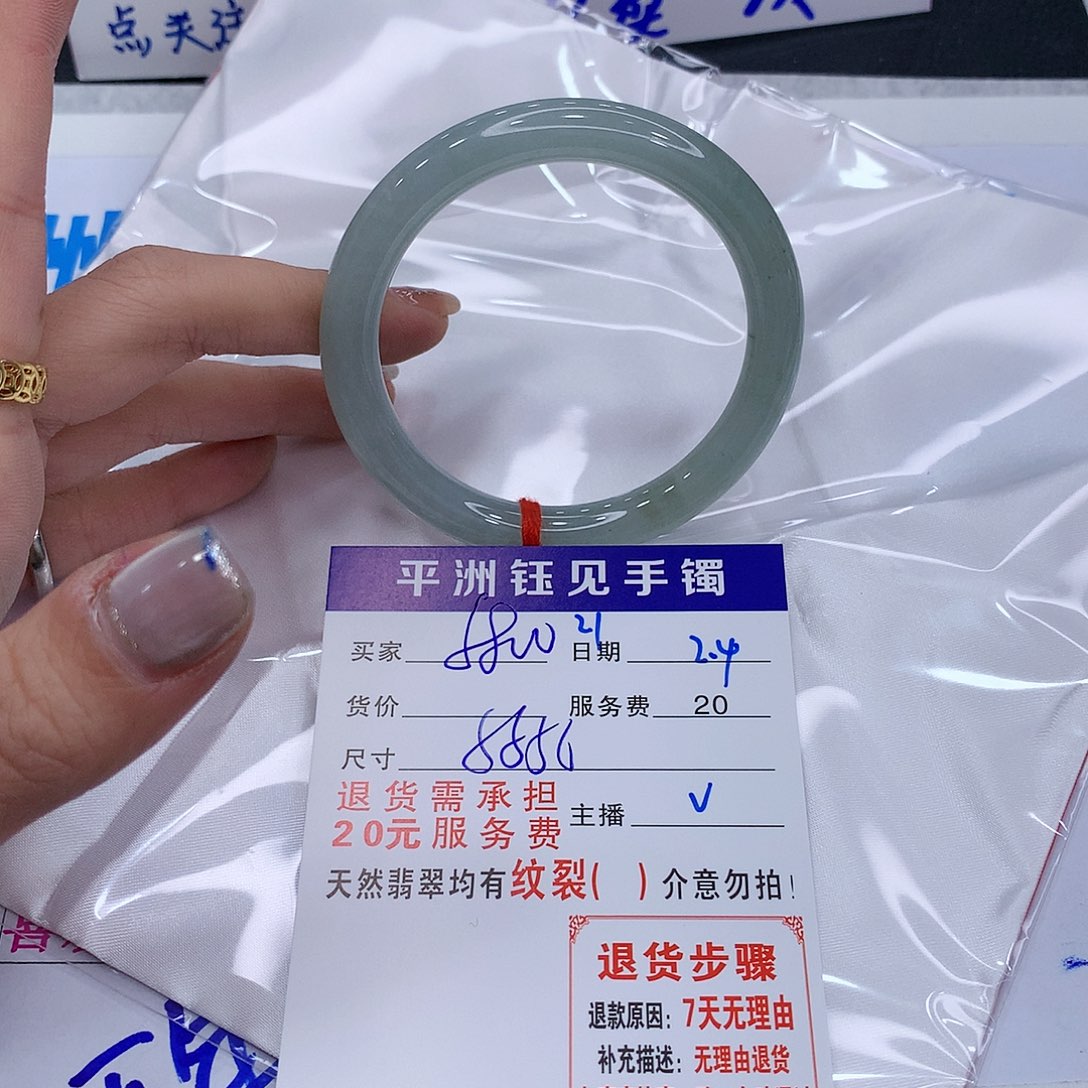 点关注
平洲钰见手镯
买家 5820 21 日期 2.4
货价 服务费 20
尺寸
退货需承担
20元服务费
主播 V
天然翡翠均有纹裂( )介意勿拍!
退货步骤
退款原因: 7天无理由
补充描述: 无理由退货